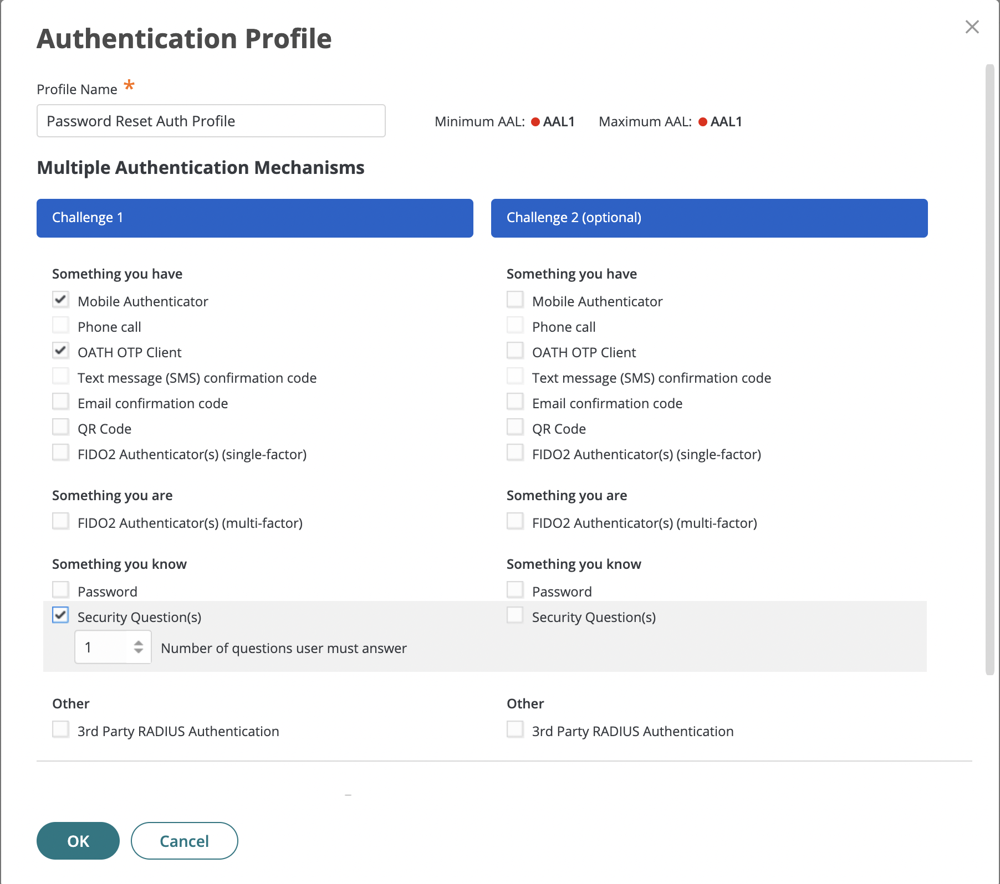 Authentication Profile
Profile Name *
Password Reset Auth Profile
Minimum AAL: AAL1 Maximum AAL: AAL1
Multiple Authentication Mechanisms
Challenge 1
Something you have
Mobile Authenticator
Phone call
OATH OTP Client
Text message (SMS) confirmation code
Email confirmation code
QR Code
FIDO2 Authenticator(s) (single-factor)
Something you are
FIDO2 Authenticator(s) (multi-factor)
Something you know
Password
Security Question(s)
1 Number of questions user must answer
Other
3rd Party RADIUS Authentication
Challenge 2 (optional)
Something you have
Mobile Authenticator
Phone call
OATH OTP Client
Text message (SMS) confirmation code
Email confirmation code
QR Code
FIDO2 Authenticator(s) (single-factor)
Something you are
FIDO2 Authenticator(s) (multi-factor)
Something you know
Password
Security Question(s)
Other
3rd Party RADIUS Authentication
OK
Cancel